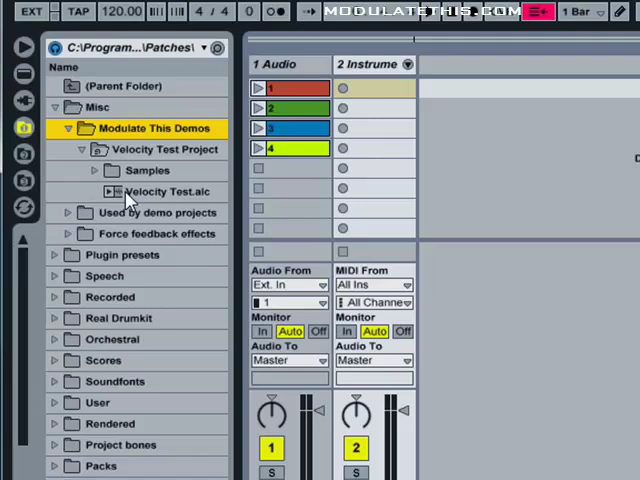 EXT TAP 120.00 4 / 4 0 1 Bar
MODULATETHIS.COM
C:\Program...\Patches\
Name
(Parent Folder)
Misc
Modulate This Demos
Velocity Test Project
Samples
Velocity Test.alc
Used by demo projects
Force feedback effects
Plugin presets
Speech
Recorded
Real Drumkit
Orchestral
Scores
Soundfonts
User
Rendered
Project bones
Packs
1 Audio 2 Instrume
1
2
3
4
Audio From MIDI From
Ext. In All Ins
1 All Channe
Monitor Monitor
In Auto Off In Auto Off
Audio To Audio To
Master Master
1 2
S S